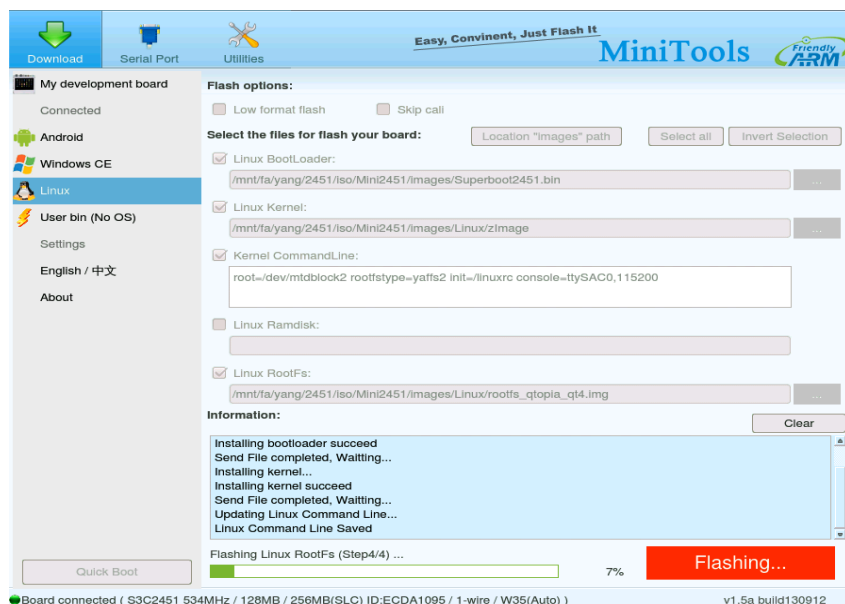 Download
Serial Port
Utilities
Easy, Convinent, Just Flash It
MiniTools
Friendly
ARM
My development board
Connected
Android
Windows CE
Linux
User bin (No OS)
Settings
English / 中文
About
Quick Boot
Flash options:
Low format flash
Skip cali
Select the files for flash your board:
Location "images" path
Select all
Invert Selection
Linux BootLoader:
/mnt/fa/yang/2451/iso/Mini2451/images/Superboot2451.bin
...
Linux Kernel:
/mnt/fa/yang/2451/iso/Mini2451/images/Linux/zImage
...
Kernel CommandLine:
root=/dev/mtdblock2 rootfstype=yaffs2 init=/linuxrc console=ttySAC0,115200
Linux Ramdisk:
Linux RootFs:
/mnt/fa/yang/2451/iso/Mini2451/images/Linux/rootfs_qtopia_qt4.img
...
Information:
Clear
Installing bootloader succeed
Send File completed, Waitting...
Installing kernel...
Installing kernel succeed
Send File completed, Waitting...
Updating Linux Command Line...
Linux Command Line Saved
Flashing Linux RootFs (Step4/4) ...
7%
Flashing...
Board connected ( S3C2451 534MHz / 128MB / 256MB(SLC) ID:ECDA1095 / 1-wire / W35(Auto) )
v1.5a build130912